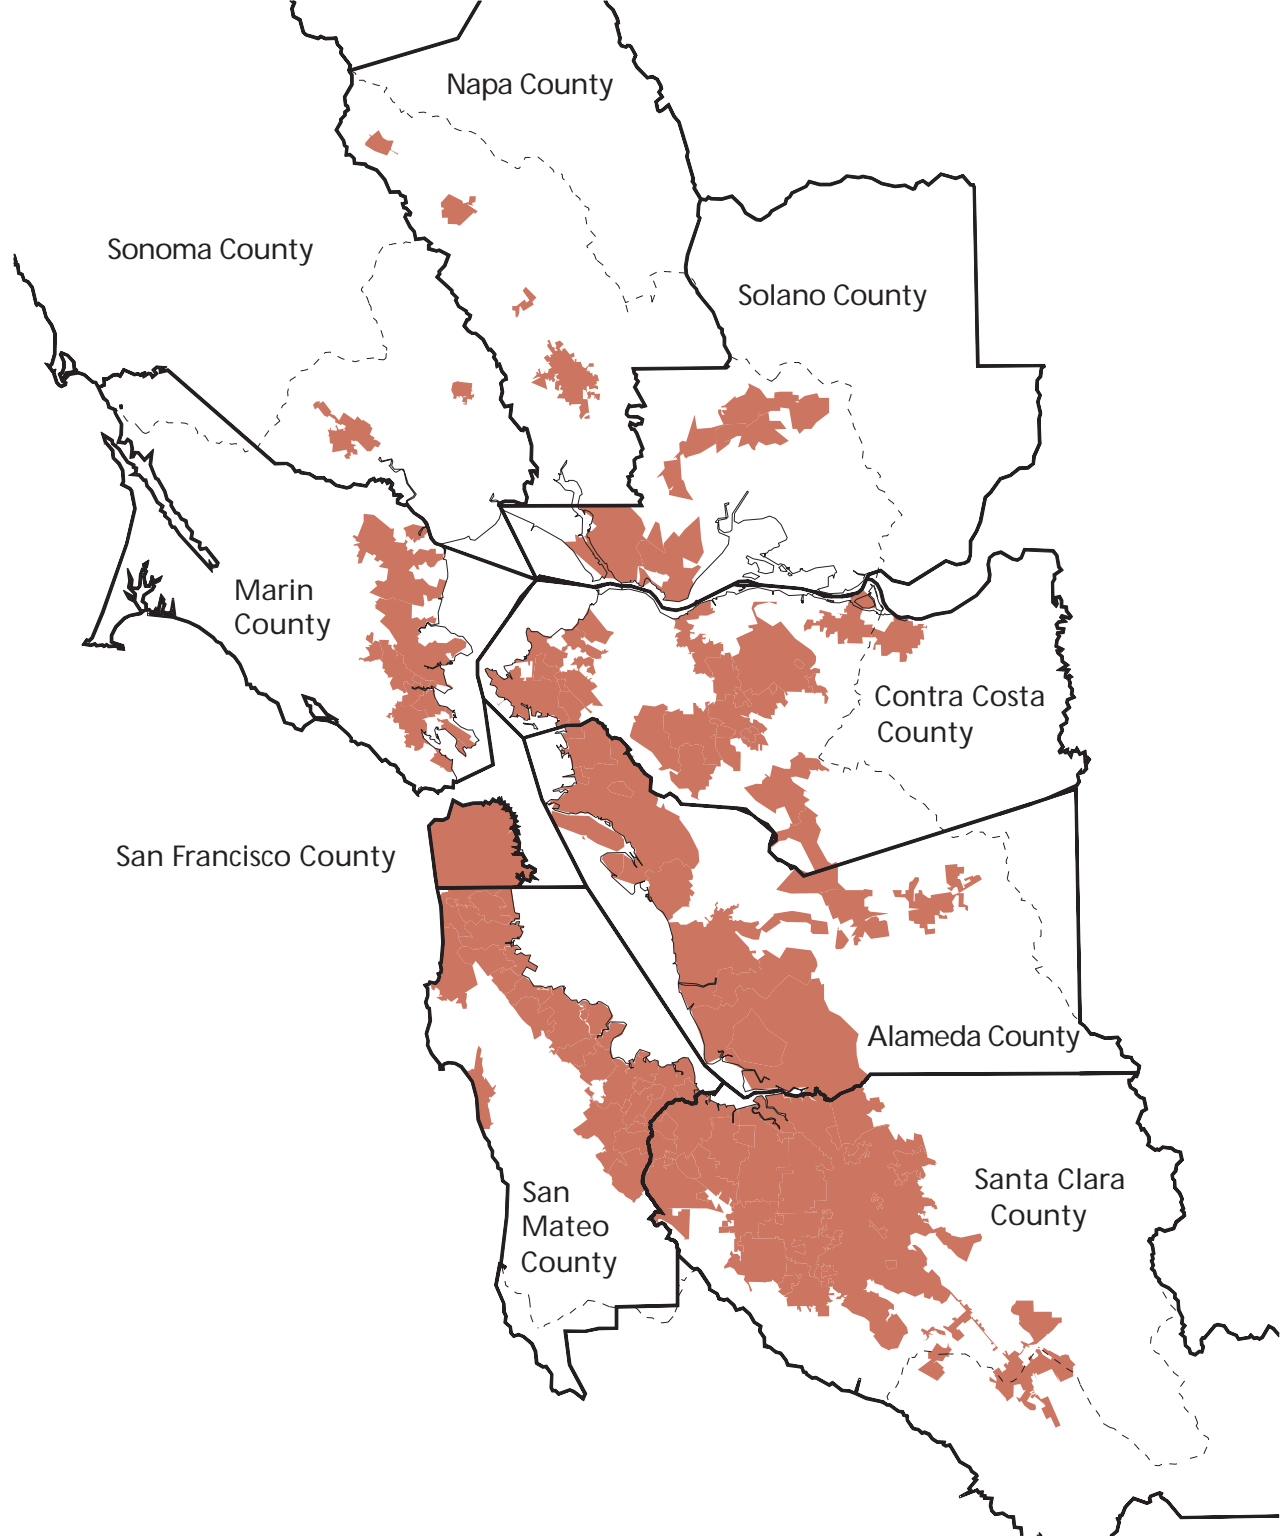 Napa County
Sonoma County
Solano County
Marin
County
Contra Costa
County
San Francisco County
Alameda County
Santa Clara
County
San
Mateo
County